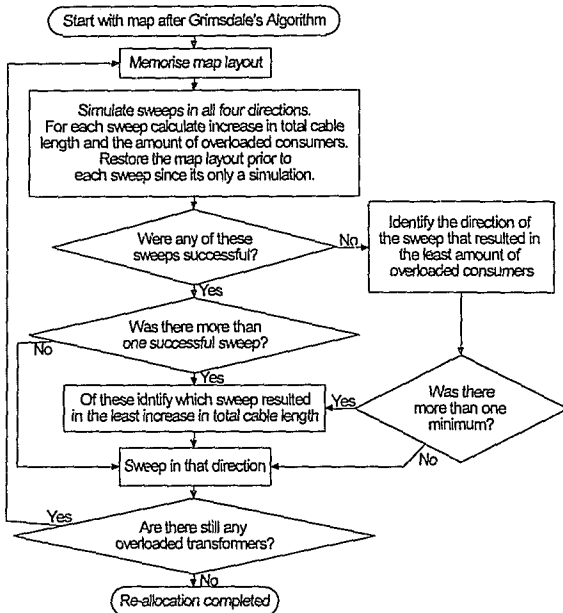 Start with map after Grimsdale's Algorithm
Memorise map layout
Simulate sweeps in all four directions.
For each sweep calculate increase in total cable
length and the amount of overloaded consumers.
Restore the map layout prior to
each sweep since its only a simulation.
Were any of these
sweeps successful?
No
Identify the direction of
the sweep that resulted in
the least amount of
overloaded consumers
Yes
Was there more than
one successful sweep?
No
Yes
Of these idntify which sweep resulted
in the least increase in total cable length
Yes
Was there
more than one
minimum?
No
Sweep in that direction
Yes
Are there still any
overloaded transformers?
No
Re-allocation completed